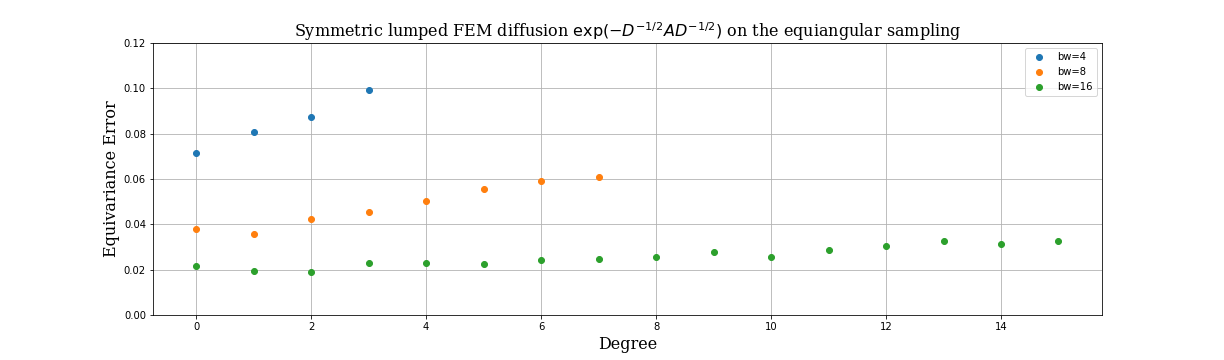 Symmetric lumped FEM diffusion exp(−D^{−1/2}AD^{−1/2}) on the equiangular sampling
0.12
0.10
0.08
0.06
0.04
0.02
0.00
Equivariance Error
bw=4
bw=8
bw=16
0 2 4 6 8 10 12 14
Degree